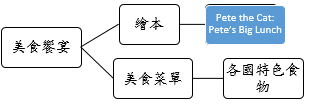 美食饗宴
繪本
Pete the Cat:
Pete's Big Lunch
美食菜單
各國特色食
物